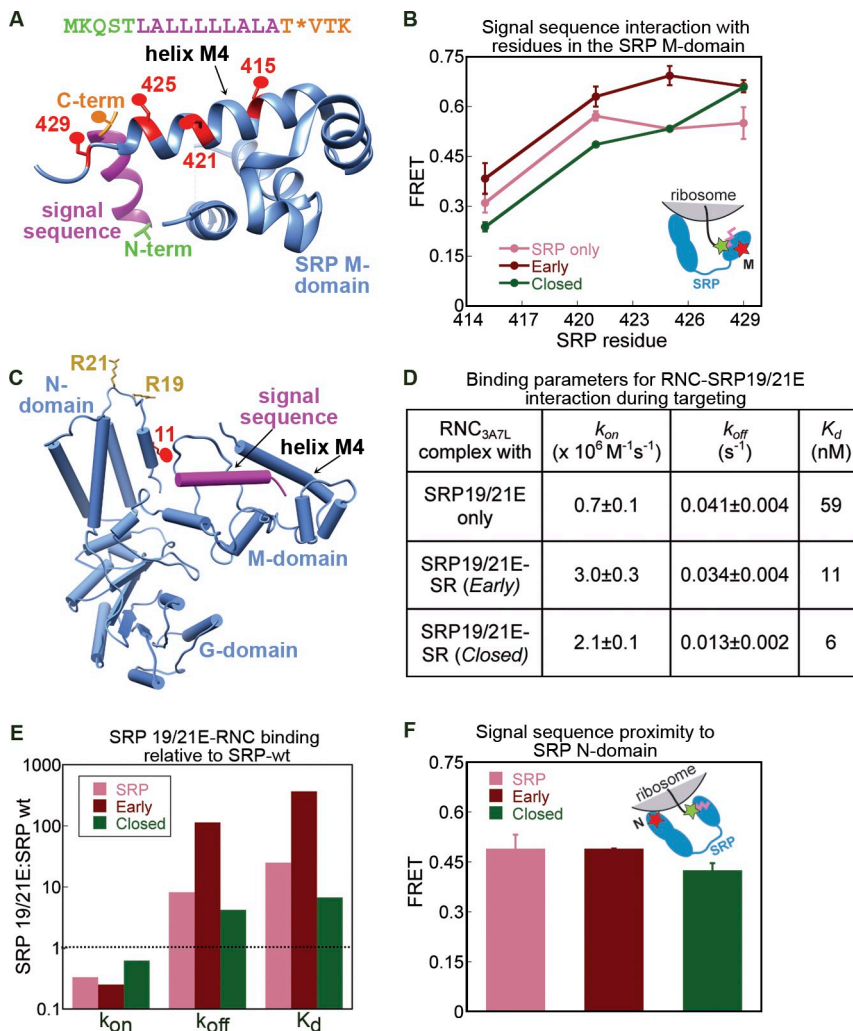 A
MKQSTLALLLLLLALAT*VTK
helix M4
C-term
425
415
429
421
signal
sequence
N-term
SRP M-
domain
B
Signal sequence interaction with
residues in the SRP M-domain
0.75
0.6
0.45
0.3
0.15
0
FRET
SRP only
Early
Closed
ribosome
SRP
M
414
417
420
423
426
429
SRP residue
C
R21
N-
domain
R19
11
signal
sequence
helix M4
M-domain
G-domain
D
Binding parameters for RNC-SRP19/21E
interaction during targeting
RNC3A7L
complex with
kon
(x 10⁶ M⁻¹s⁻¹)
koff
(s⁻¹)
Kd
(nM)
SRP19/21E
only
0.7±0.1
0.041±0.004
59
SRP19/21E-
SR (Early)
3.0±0.3
0.034±0.004
11
SRP19/21E-
SR (Closed)
2.1±0.1
0.013±0.002
6
E
SRP 19/21E-RNC binding
relative to SRP-wt
1000
100
10
1
0.1
SRP 19/21E:SRP wt
SRP
Early
Closed
kon
koff
Kd
F
Signal sequence proximity to
SRP N-domain
0.75
0.6
0.45
0.3
0.15
0
FRET
SRP
Early
Closed
ribosome
N
SRP